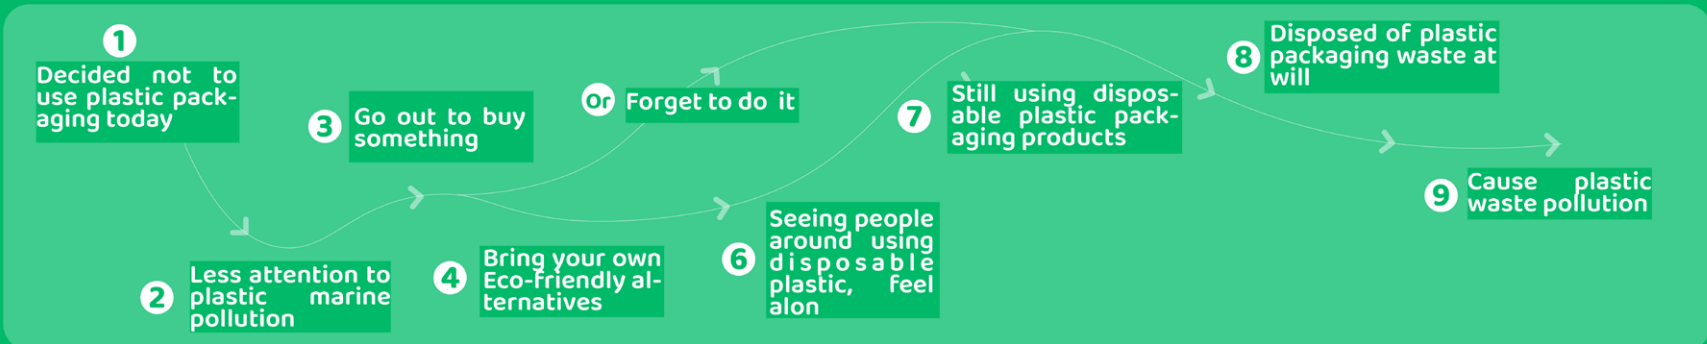 1
Decided not to
use plastic pack-
aging today
2
Less attention to
plastic marine
pollution
3
Go out to buy
something
4
Bring your own
Eco-friendly al-
ternatives
Or
Forget to do it
6
Seeing people
around using
disposable
plastic, feel
alon
7
Still using dispos-
able plastic pack-
aging products
8
Disposed of plastic
packaging waste at
will
9
Cause plastic
waste pollution